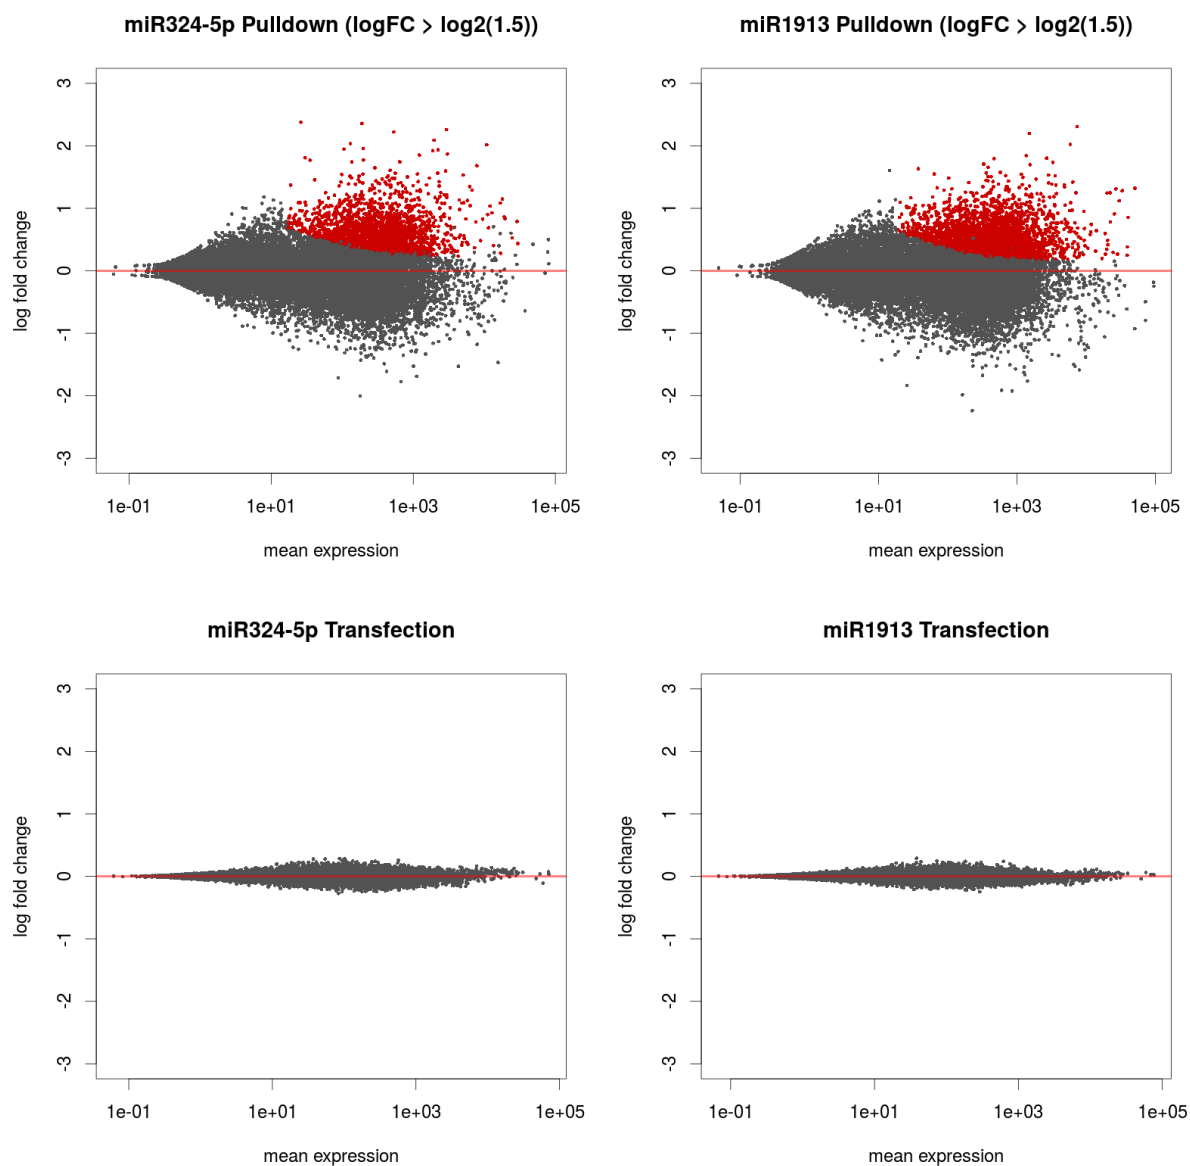 miR324-5p Pulldown (logFC > log2(1.5))
3
2
1
0
-1
-2
-3
log fold change
1e-01 1e+01 1e+03 1e+05
mean expression
miR1913 Pulldown (logFC > log2(1.5))
3
2
1
0
-1
-2
-3
log fold change
1e-01 1e+01 1e+03 1e+05
mean expression
miR324-5p Transfection
3
2
1
0
-1
-2
-3
log fold change
1e-01 1e+01 1e+03 1e+05
mean expression
miR1913 Transfection
3
2
1
0
-1
-2
-3
log fold change
1e-01 1e+01 1e+03 1e+05
mean expression